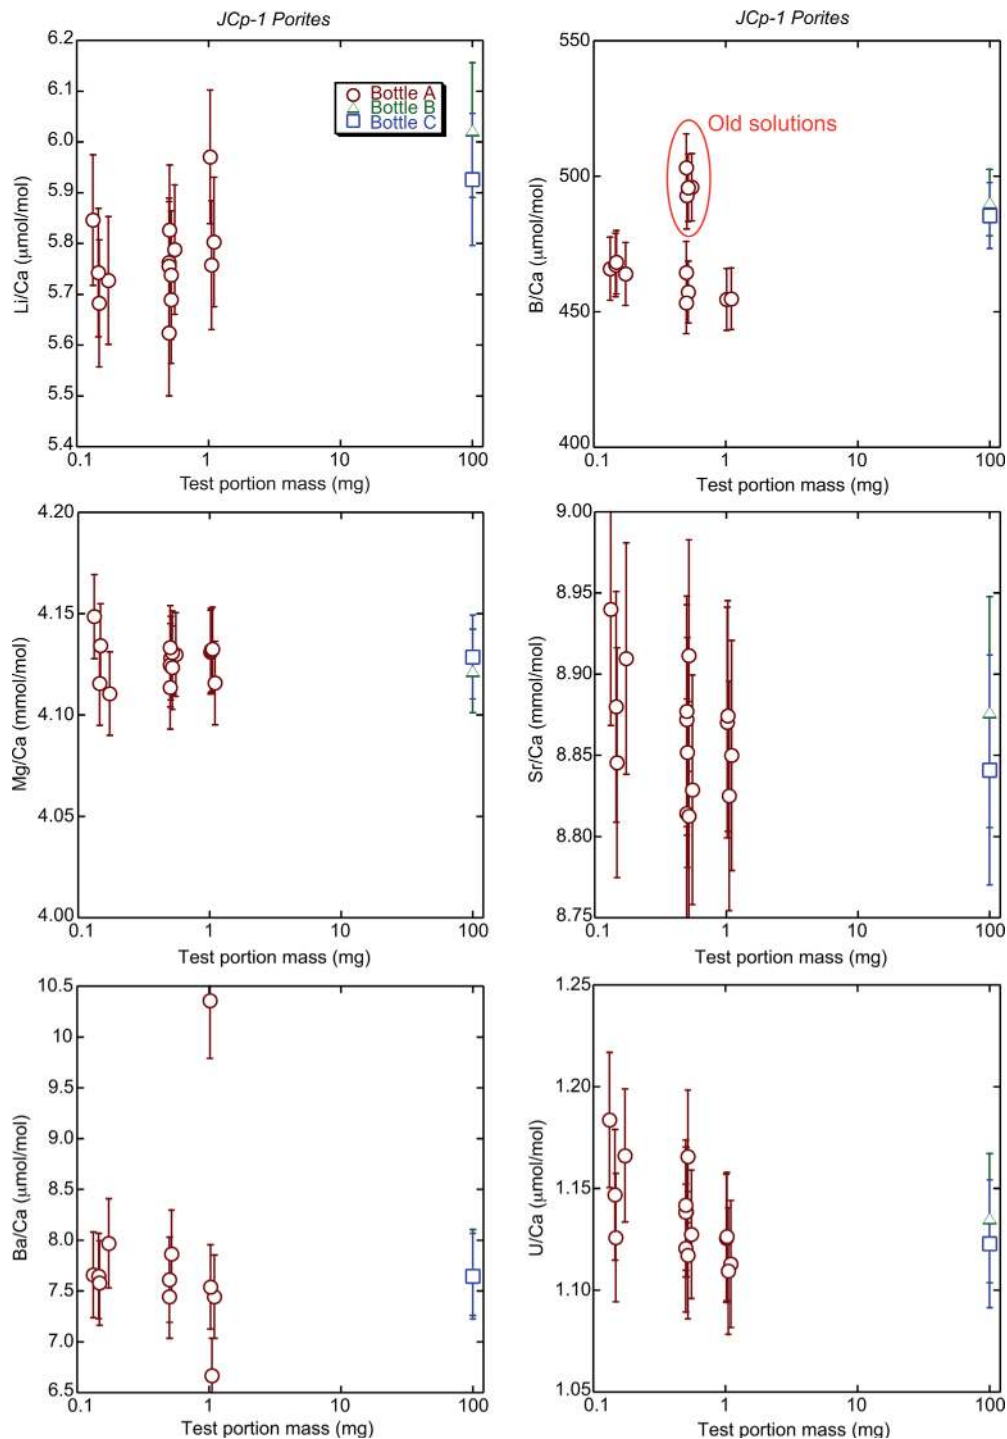 JCp-1 Porites
6.2
6.1
6.0
5.9
5.8
5.7
5.6
5.5
5.4
Li/Ca (μmol/mol)
Bottle A
Bottle B
Bottle C
0.1 1 10 100
Test portion mass (mg)
JCp-1 Porites
550
500
450
400
B/Ca (μmol/mol)
Old solutions
0.1 1 10 100
Test portion mass (mg)
4.20
4.15
4.10
4.05
4.00
Mg/Ca (mmol/mol)
0.1 1 10 100
Test portion mass (mg)
9.00
8.95
8.90
8.85
8.80
8.75
Sr/Ca (mmol/mol)
0.1 1 10 100
Test portion mass (mg)
10.5
10
9.5
9.0
8.5
8.0
7.5
7.0
6.5
Ba/Ca (μmol/mol)
0.1 1 10 100
Test portion mass (mg)
1.25
1.20
1.15
1.10
1.05
U/Ca (μmol/mol)
0.1 1 10 100
Test portion mass (mg)